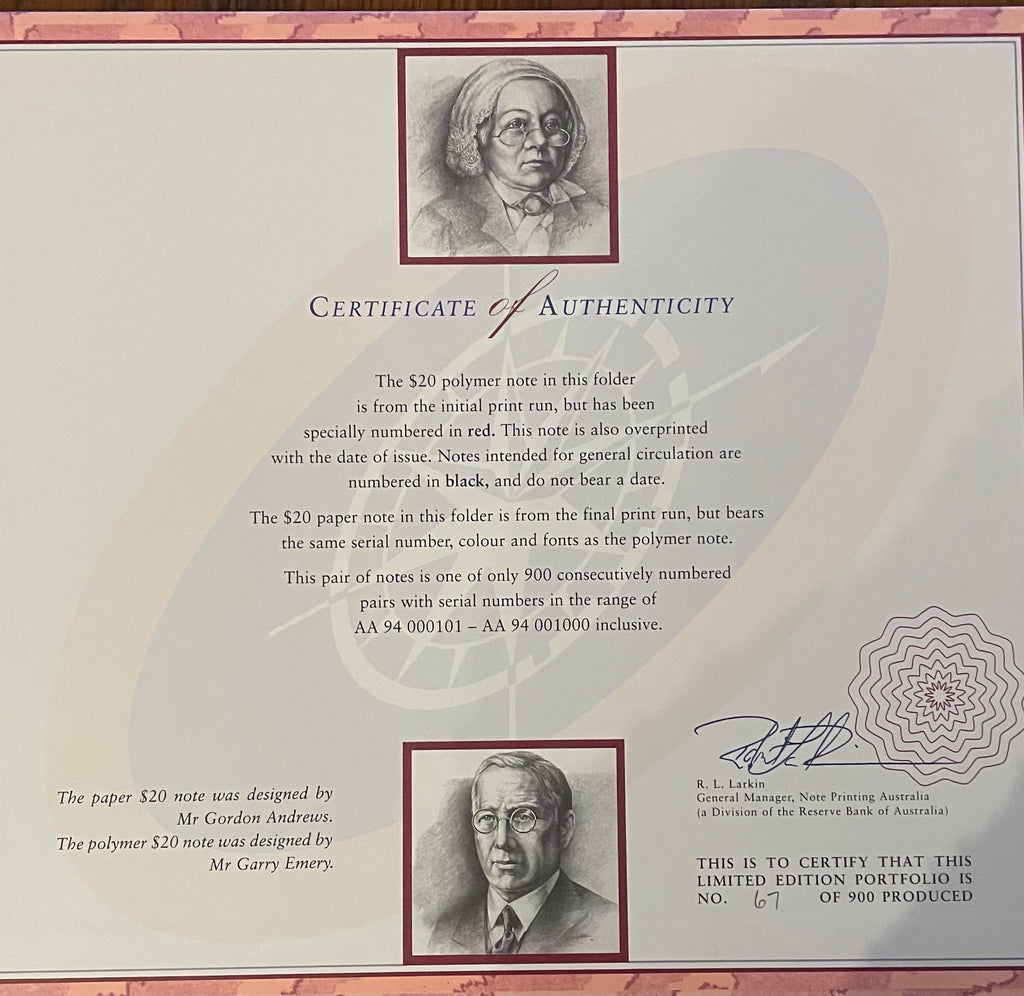 CERTIFICATE of AUTHENTICITY
The $20 polymer note in this folder
is from the initial print run, but has been
specially numbered in red. This note is also overprinted
with the date of issue. Notes intended for general circulation are
numbered in black, and do not bear a date.
The $20 paper note in this folder is from the final print run, but bears
the same serial number, colour and fonts as the polymer note.
This pair of notes is one of only 900 consecutively numbered
pairs with serial numbers in the range of
AA 94 000101 – AA 94 001000 inclusive.
The paper $20 note was designed by
Mr Gordon Andrews.
The polymer $20 note was designed by
Mr Garry Emery.
R. L. Larkin
General Manager, Note Printing Australia
(a Division of the Reserve Bank of Australia)
THIS IS TO CERTIFY THAT THIS
LIMITED EDITION PORTFOLIO IS
NO. 67 OF 900 PRODUCED